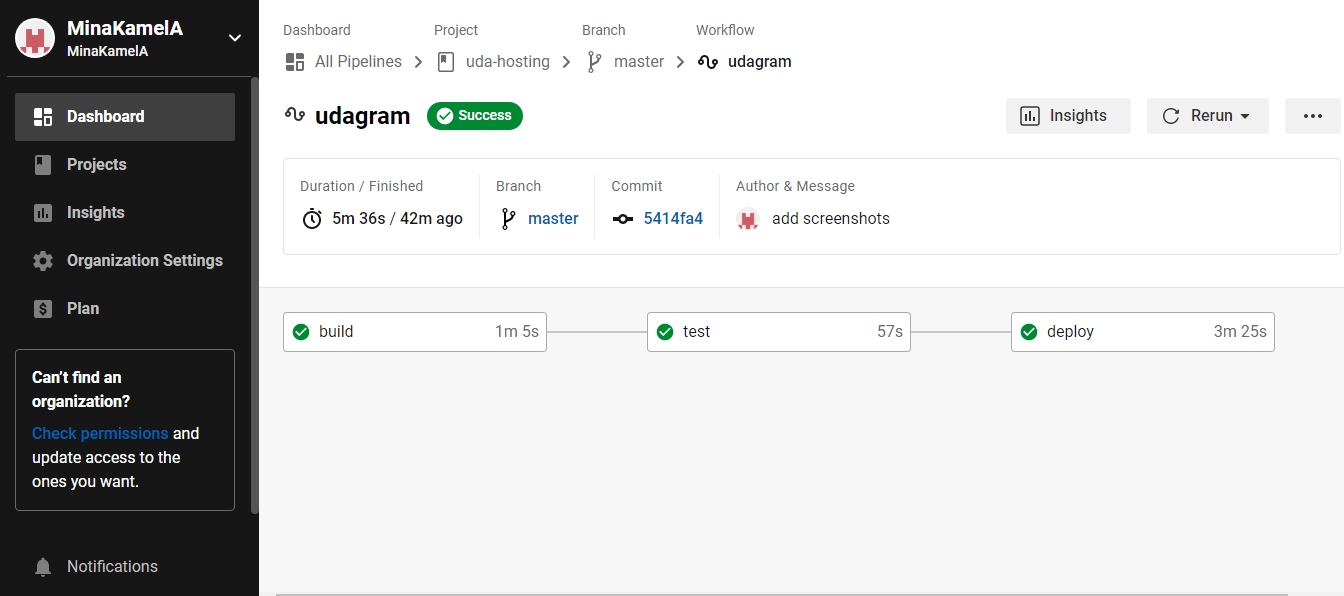 MinaKamelA
MinaKamelA
Dashboard
Projects
Insights
Organization Settings
Plan
Can't find an
organization?
Check permissions and
update access to the
ones you want.
Notifications
Dashboard Project Branch Workflow
All Pipelines uda-hosting master udagram
udagram Success Insights Rerun
Duration / Finished Branch Commit Author & Message
5m 36s / 42m ago master 5414fa4 add screenshots
build 1m 5s test 57s deploy 3m 25s